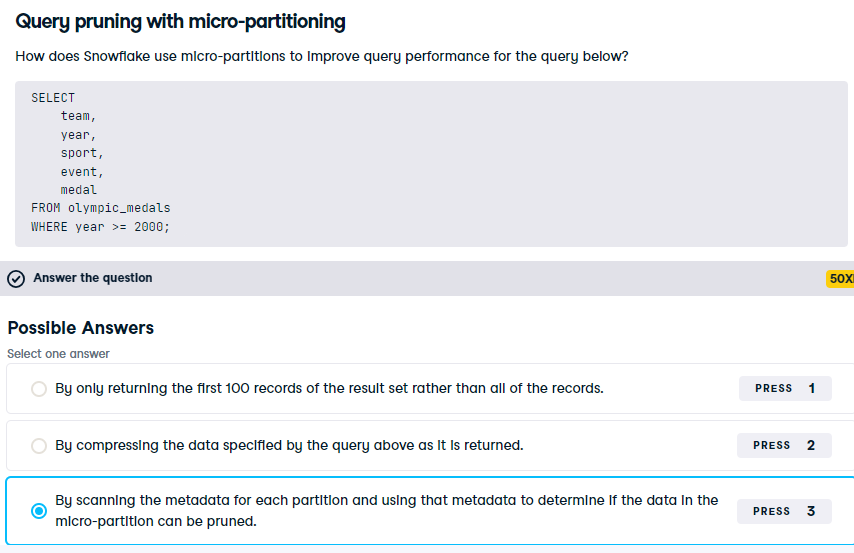 Query pruning with micro-partitioning
How does Snowflake use micro-partitions to improve query performance for the query below?
SELECT
    team,
    year,
    sport,
    event,
    medal
FROM olympic_medals
WHERE year >= 2000;
Answer the question
50X
Possible Answers
Select one answer
By only returning the first 100 records of the result set rather than all of the records.
PRESS 1
By compressing the data specified by the query above as it is returned.
PRESS 2
By scanning the metadata for each partition and using that metadata to determine if the data in the
micro-partition can be pruned.
PRESS 3